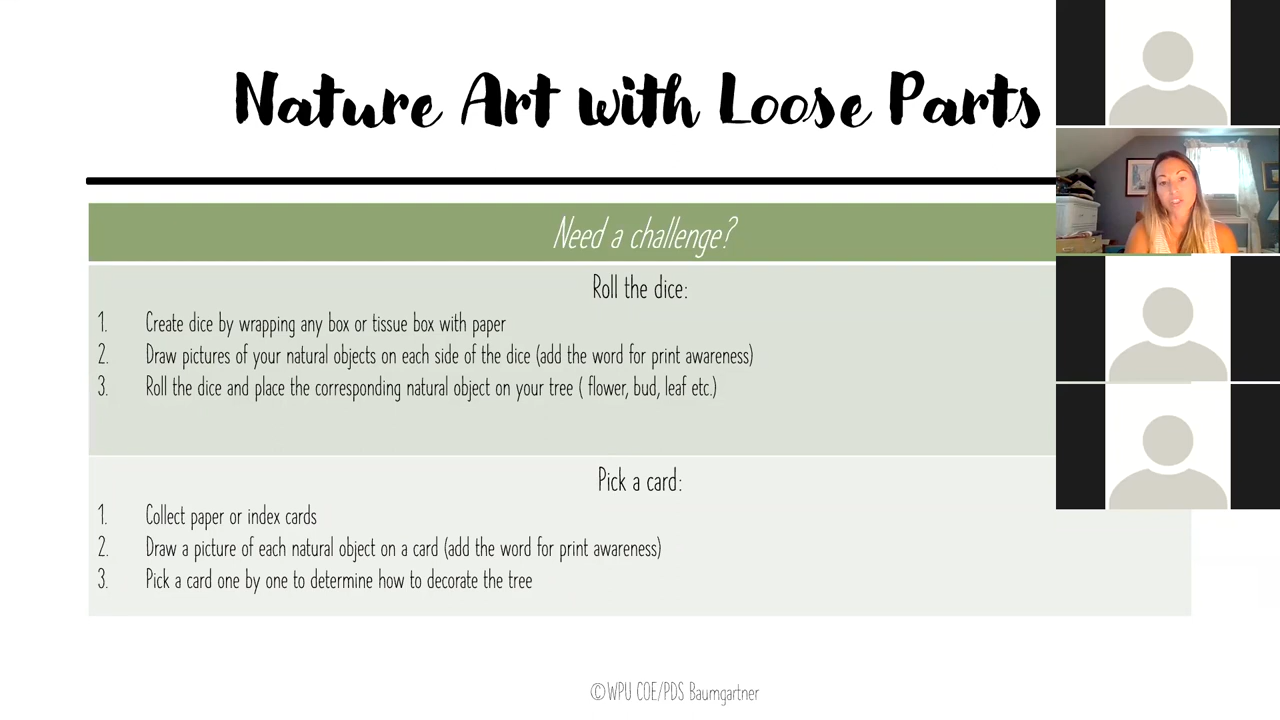 Nature Art with Loose Parts
Need a challenge?
Roll the dice:
1. Create dice by wrapping any box or tissue box with paper
2. Draw pictures of your natural objects on each side of the dice (add the word for print awareness)
3. Roll the dice and place the corresponding natural object on your tree ( flower, bud, leaf etc.)
Pick a card:
1. Collect paper or index cards
2. Draw a picture of each natural object on a card (add the word for print awareness)
3. Pick a card one by one to determine how to decorate the tree
©WPU COE/PDS Baumgartner